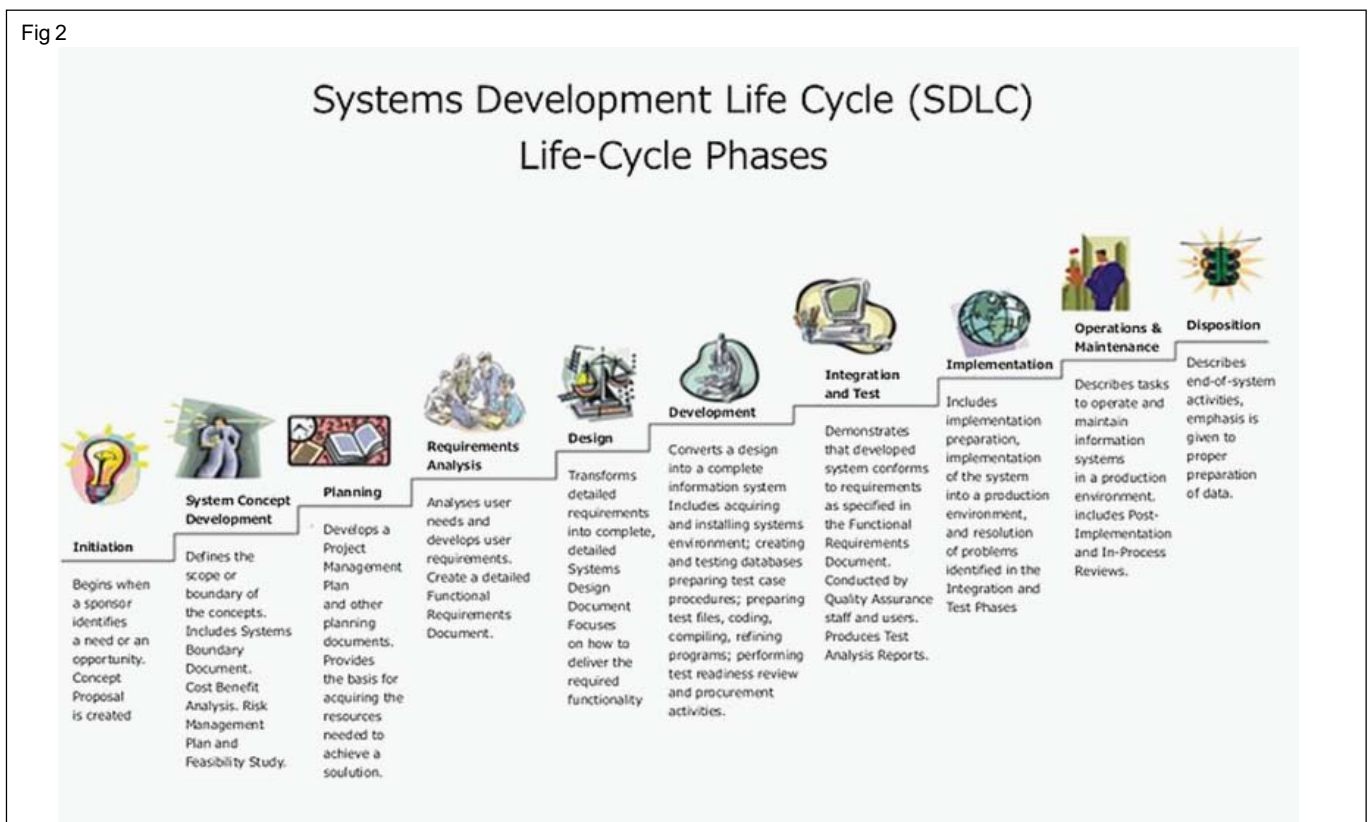 Fig 2
Systems Development Life Cycle (SDLC)
Life-Cycle Phases
Initiation
Begins when
a sponsor
identifies
a need or an
opportunity.
Concept
Proposal
is created
System Concept
Development
Defines the
scope or
boundary of
the concepts.
Includes Systems
Boundary
Document.
Cost Benefit
Analysis. Risk
Management
Plan and
Feasibility Study.
Planning
Develops a
Project
Management
Plan
and other
planning
documents.
Provides
the basis for
acquiring the
resources
needed to
achieve a
soulution.
Requirements
Analysis
Analyses user
needs and
develops user
requirements.
Create a detailed
Functional
Requirements
Document.
Design
Transforms
detailed
requirements
into complete,
detailed
Systems
Design
Document
Focuses
on how to
deliver the
required
functionality
Development
Converts a design
into a complete
information system
Includes acquiring
and installing systems
environment; creating
and testing databases
preparing test case
procedures; preparing
test files, coding,
compiling, refining
programs; performing
test readiness review
and procurement
activities.
Integration
and Test
Demonstrates
that developed
system conforms
to requirements
as specified in
the Functional
Requirements
Document.
Conducted by
Quality Assurance
staff and users.
Produces Test
Analysis Reports.
Implementation
Includes
implementation
preparation,
implementation
of the system
into a production
environment,
and resolution
of problems
identified in the
Integration and
Test Phases
Operations &
Maintenance
Describes tasks
to operate and
maintain
information
systems
in a production
environment.
includes Post-
Implementation
and In-Process
Reviews.
Disposition
Describes
end-of-system
activities,
emphasis is
given to
proper
preparation
of data.